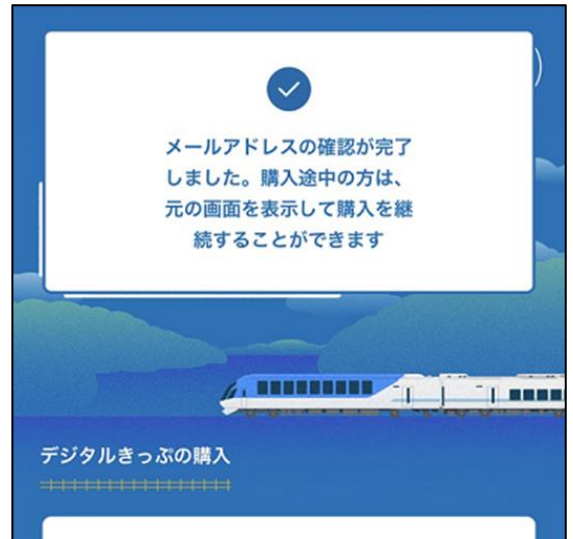 メールアドレスの確認が完了
しました。購入途中の方は、
元の画面を表示して購入を継
続することができます
デジタルきっぷの購入